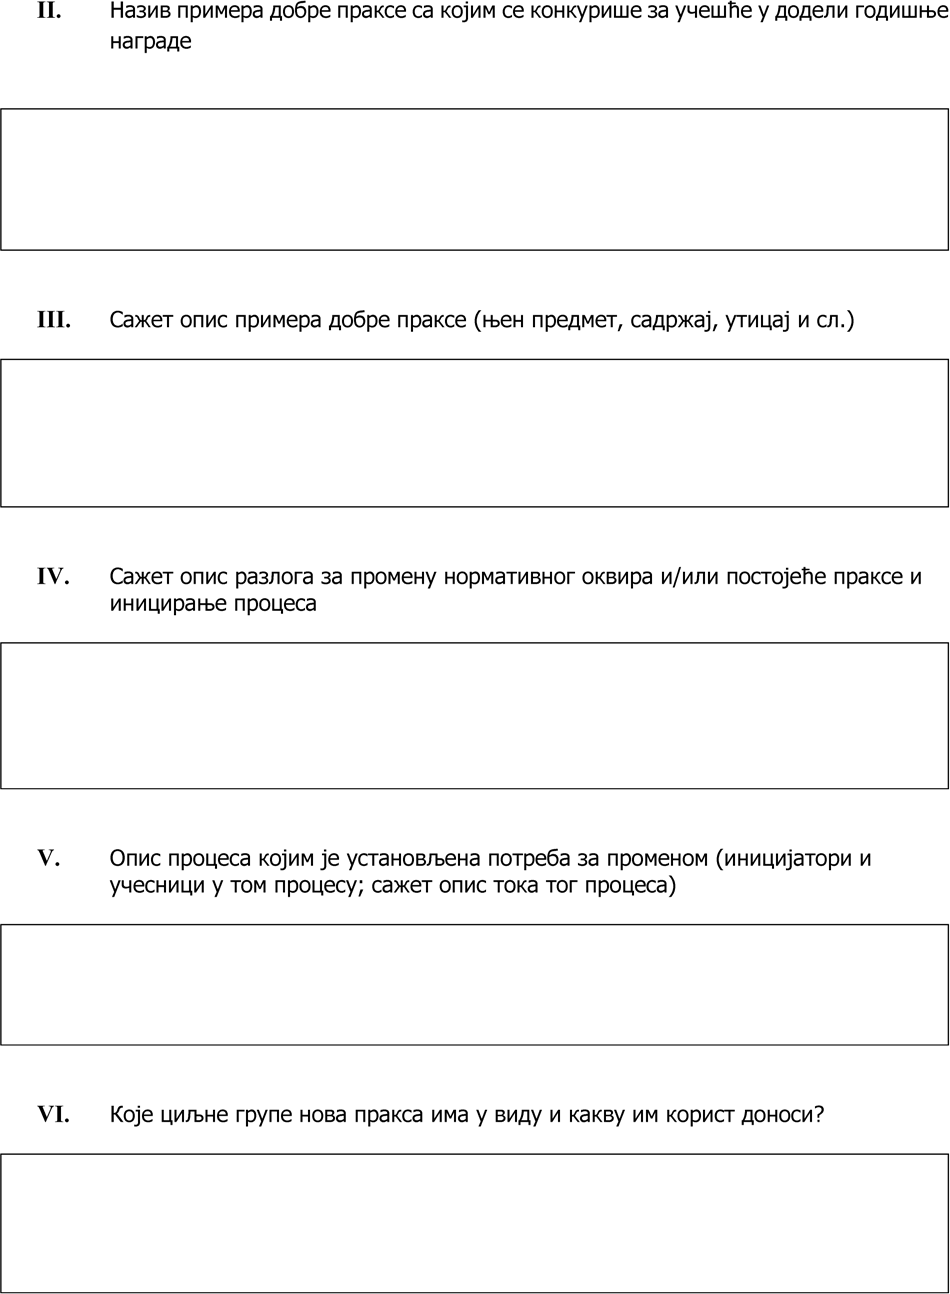 II. Назив примера добре праксе са којим се конкурише за учешће у додели годишње
награде
III. Сажет опис примера добре праксе (њен предмет, садржај, утицај и сл.)
IV. Сажет опис разлога за промену нормативног оквира и/или постојеће праксе и
иницирање процеса
V. Опис процеса којим је установљена потреба за променом (иницијатори и
учесници у том процесу; сажет опис тока тог процеса)
VI. Које циљне групе нова пракса има у виду и какву им корист доноси?